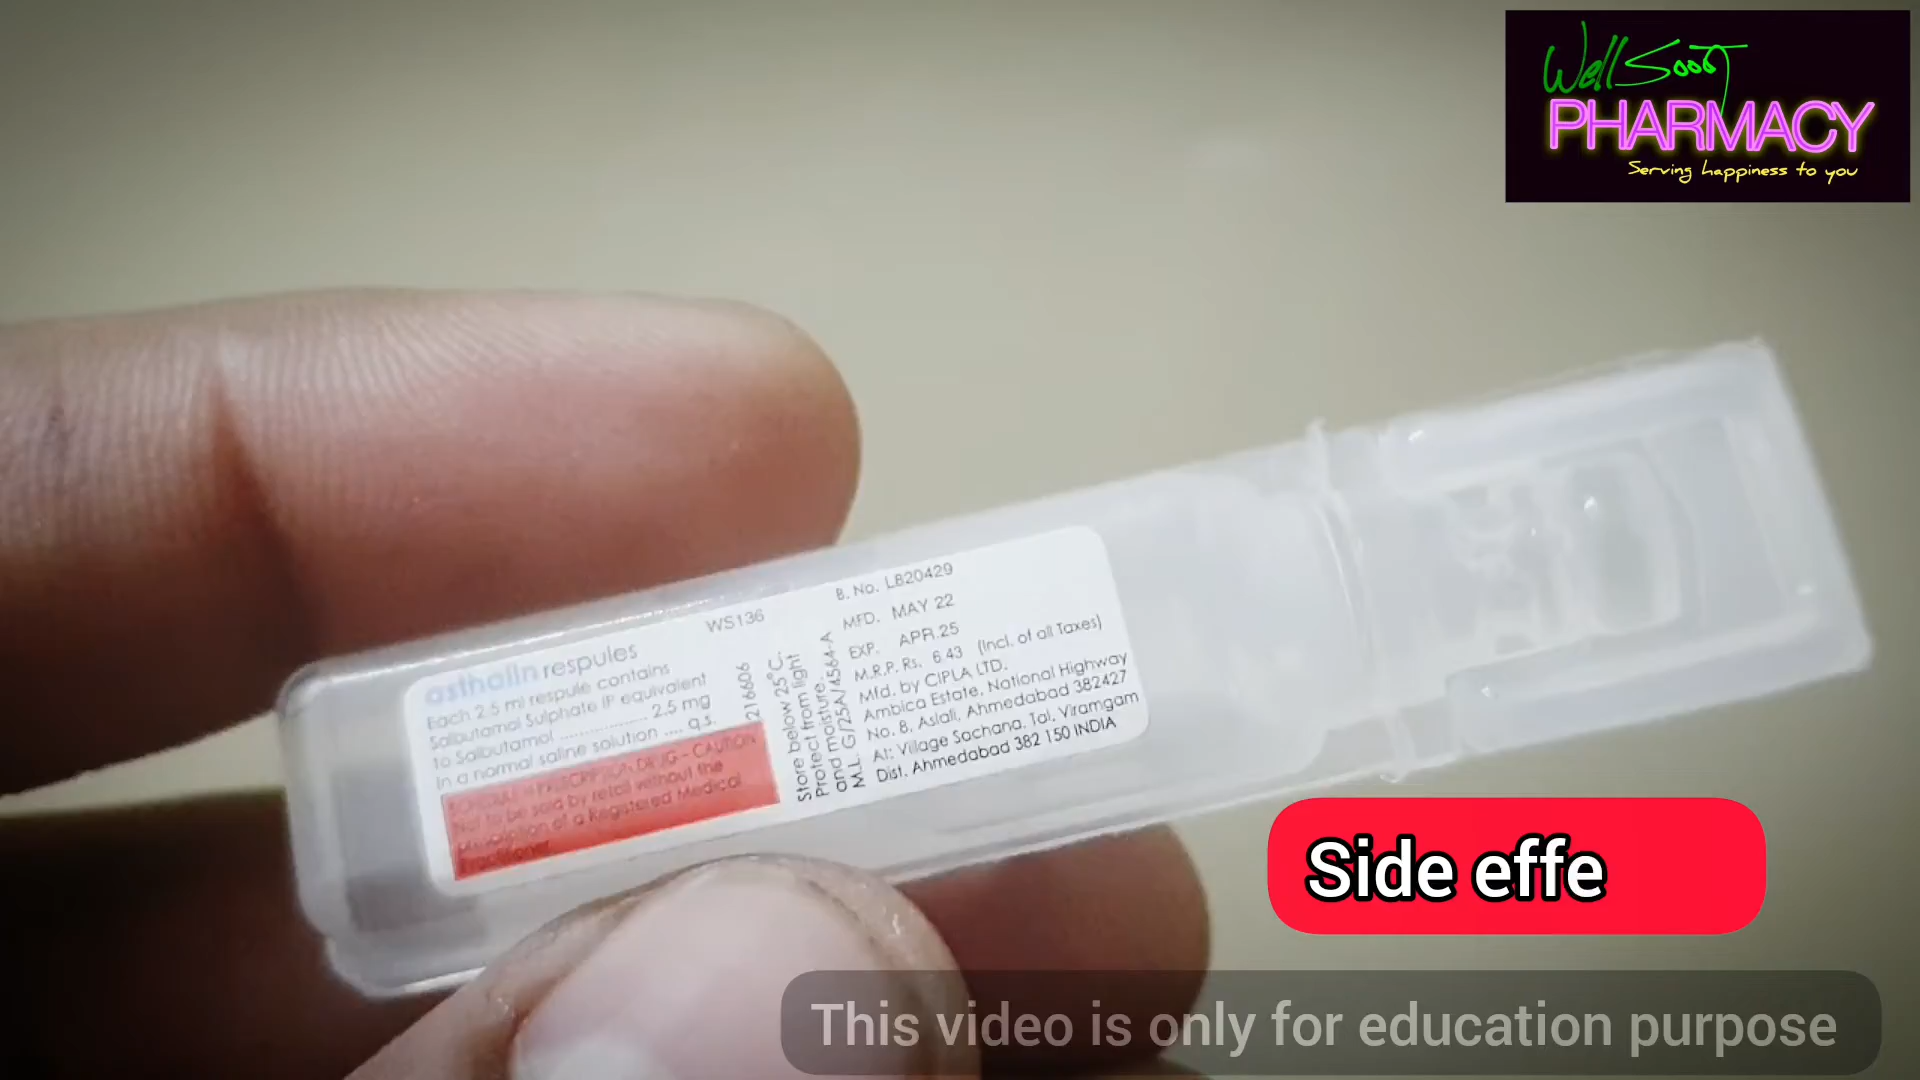 WellSoon
PHARMACY
Serving happiness to you
asthalin respules
WS136
Each 2.5 ml respule contains
Salbutamol Sulphate IP equivalent
to Salbutamol .................. 2.5 mg
In a normal saline solution .... q.s.
SCHEDULE H PRESCRIPTION DRUG - CAUTION
Not to be sold by retail without the
prescription of a Registered Medical
Practitioner
216606
Store below 25°C.
Protect from light
and moisture.
M.L. G/25A/4564-A
B. No. LB20429
MFD. MAY 22
EXP. APR.25
M.R.P. Rs. 6.43 (Incl. of all Taxes)
Mfd. by CIPLA LTD.
Ambica Estate, National Highway
No. 8, Aslali, Ahmedabad 382427
At: Village Sachana, Tal, Viramgam
Dist. Ahmedabad 382 150 INDIA
Side effe
This video is only for education purpose